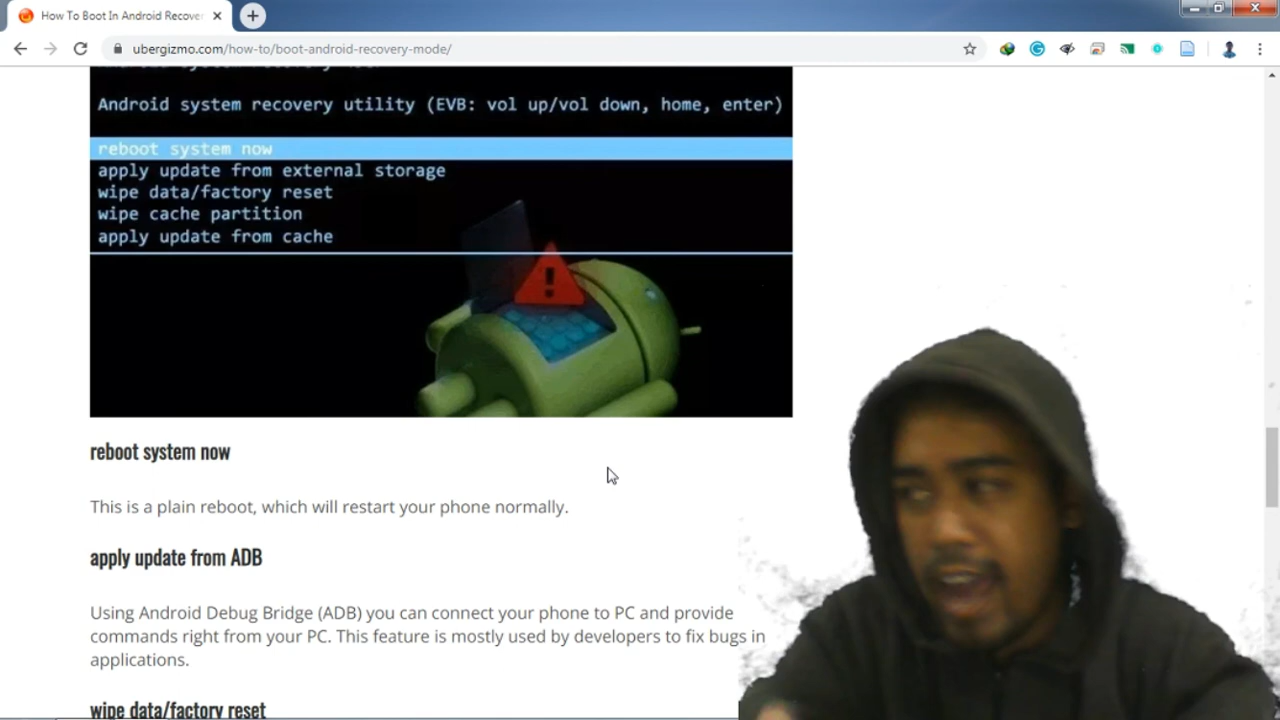 How To Boot In Android Recover
ubergizmo.com/how-to/boot-android-recovery-mode/
Android system recovery utility (EVB: vol up/vol down, home, enter)
reboot system now
apply update from external storage
wipe data/factory reset
wipe cache partition
apply update from cache
reboot system now
This is a plain reboot, which will restart your phone normally.
apply update from ADB
Using Android Debug Bridge (ADB) you can connect your phone to PC and provide
commands right from your PC. This feature is mostly used by developers to fix bugs in
applications.
wipe data/factory reset